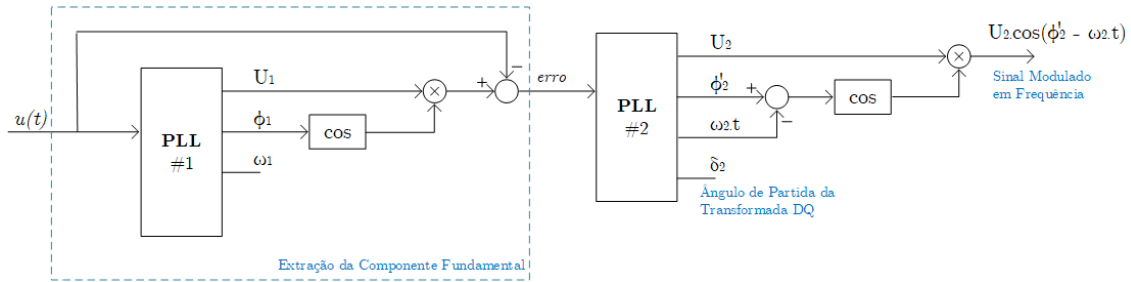 u(t)
PLL
#1
U₁
ϕ₁
ω₁
cos
×
+
−
erro
Extração da Componente Fundamental
PLL
#2
U₂
ϕ'₂
ω₂.t
δ₂
Ângulo de Partida da
Transformada DQ
+
−
cos
×
U₂.cos(ϕ'₂ - ω₂.t)
Sinal Modulado
em Frequência